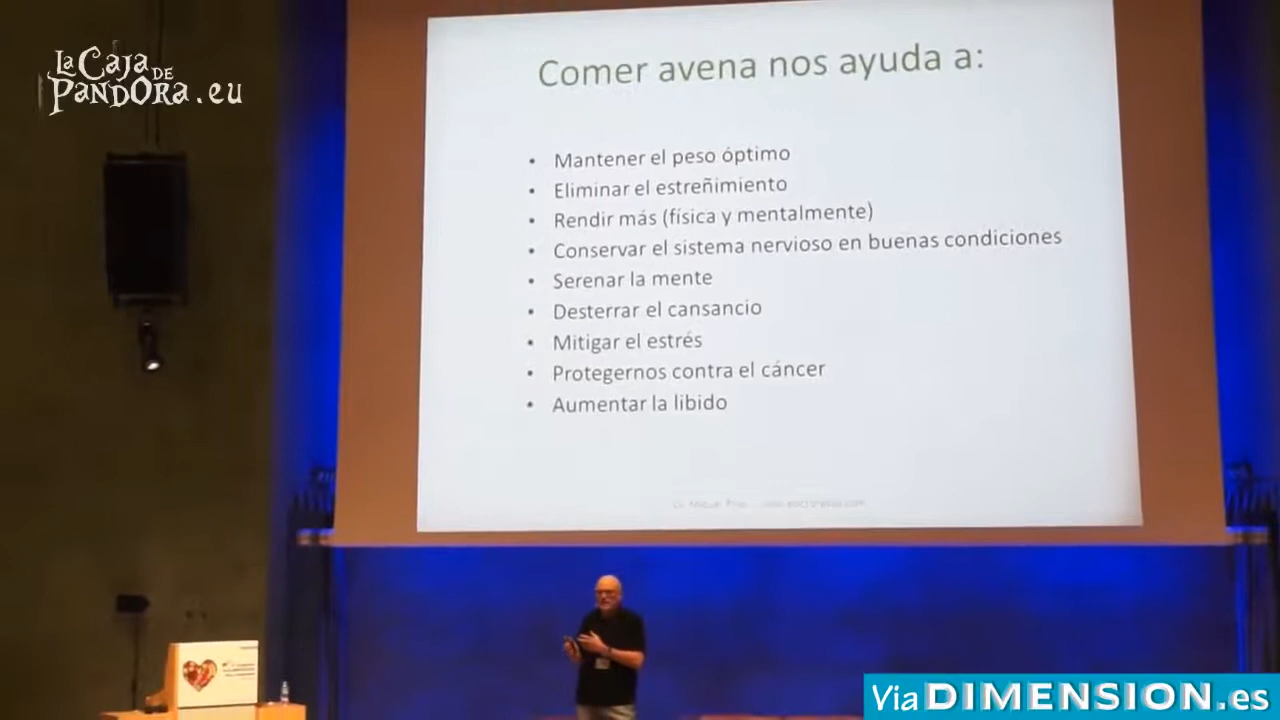 La Caja
DE
PANDORA.eu
Comer avena nos ayuda a:
• Mantener el peso óptimo
• Eliminar el estreñimiento
• Rendir más (física y mentalmente)
• Conservar el sistema nervioso en buenas condiciones
• Serenar la mente
• Desterrar el cansancio
• Mitigar el estrés
• Protegernos contra el cáncer
• Aumentar la libido
Via DIMENSION.es